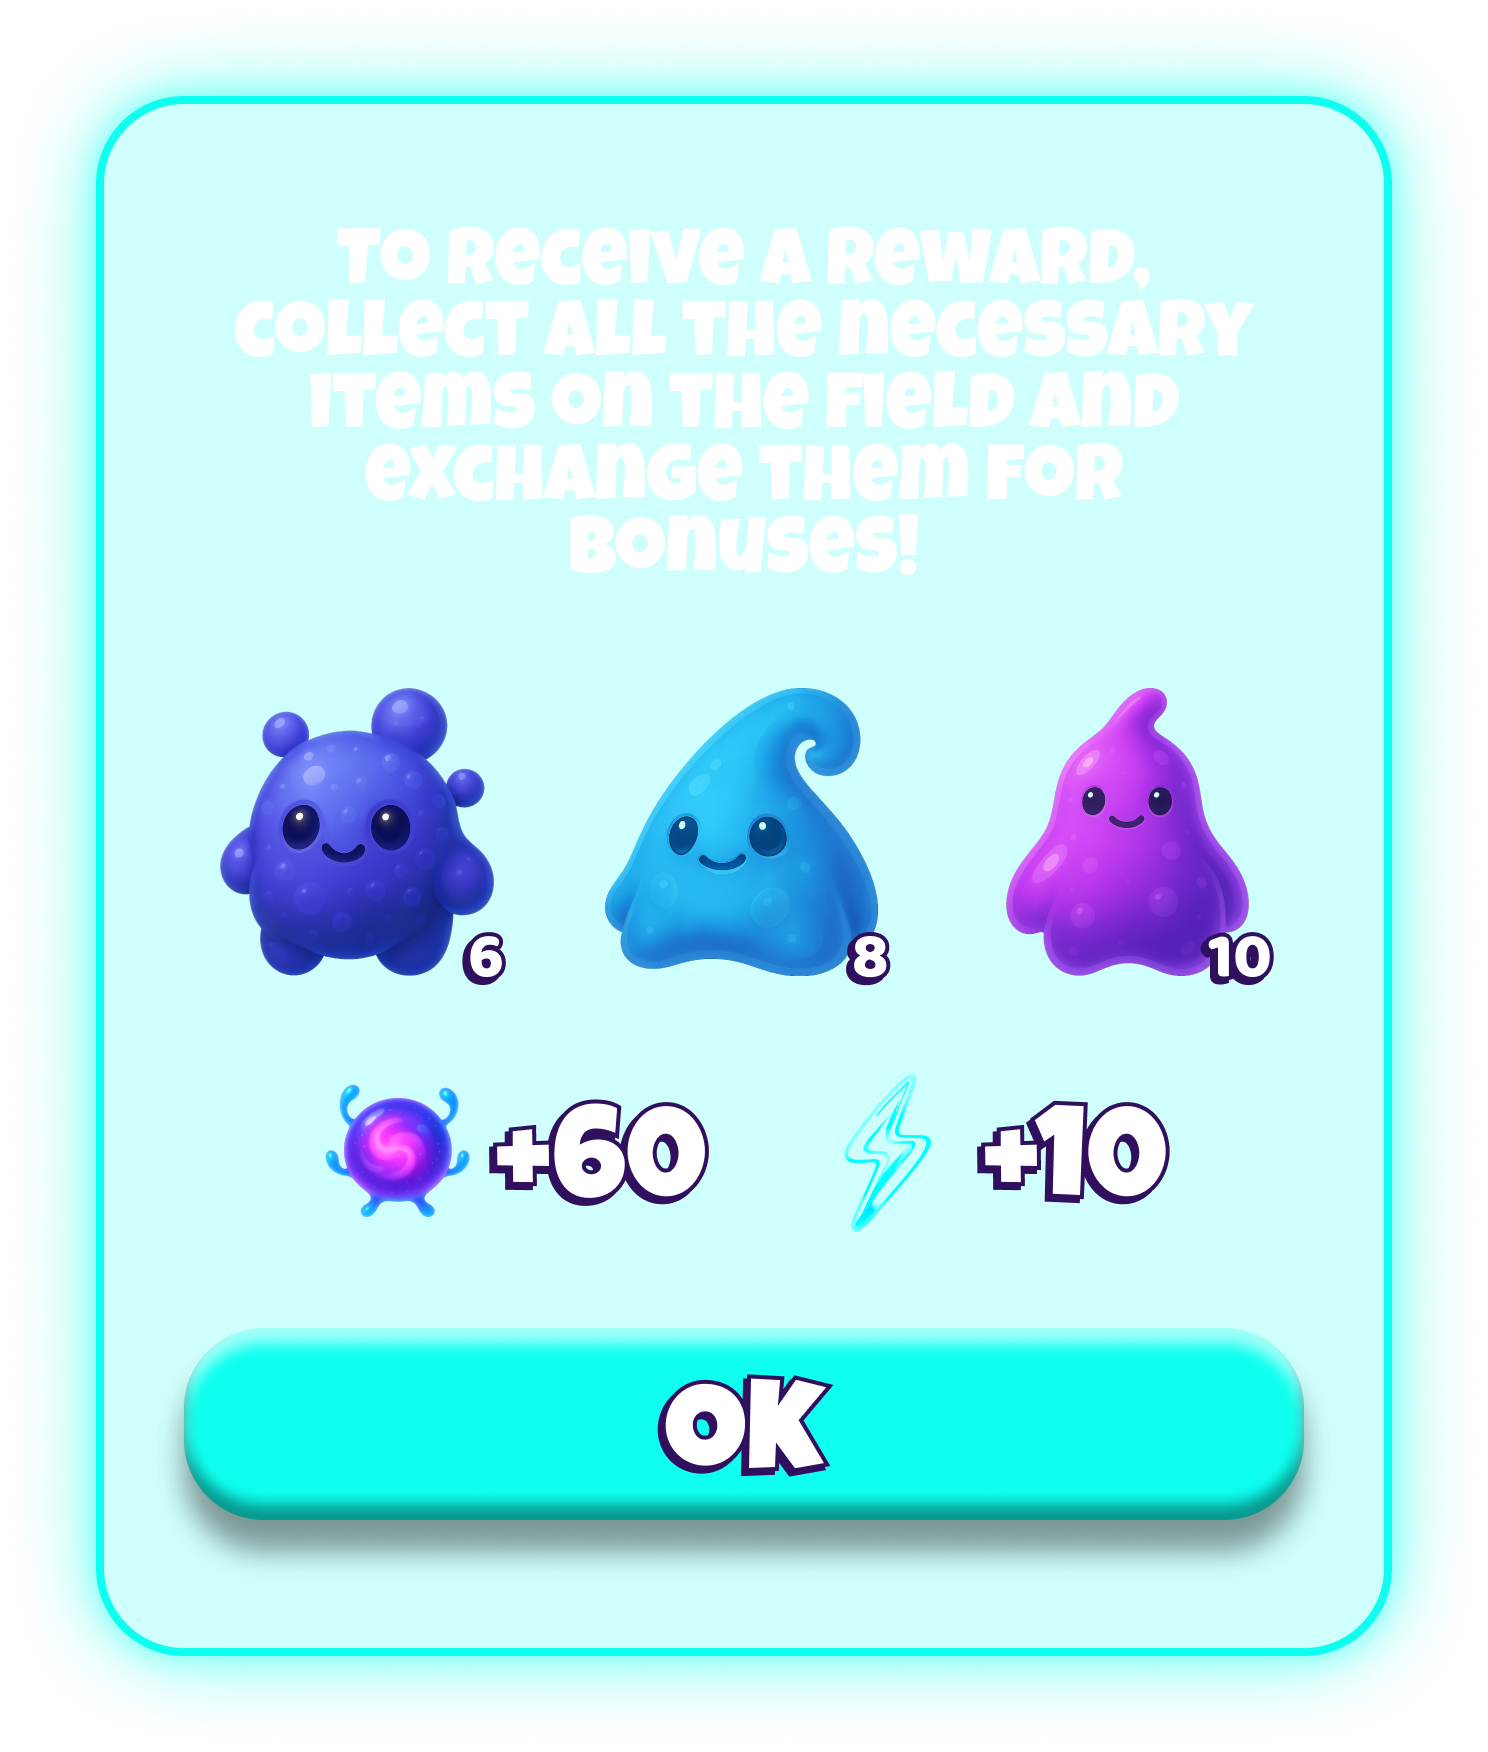 TO RECEIVE A REWARD,
COLLECT ALL THE NECESSARY
ITEMS ON THE FIELD AND
EXCHANGE THEM FOR
BONUSES!
6
8
10
+60
+10
OK